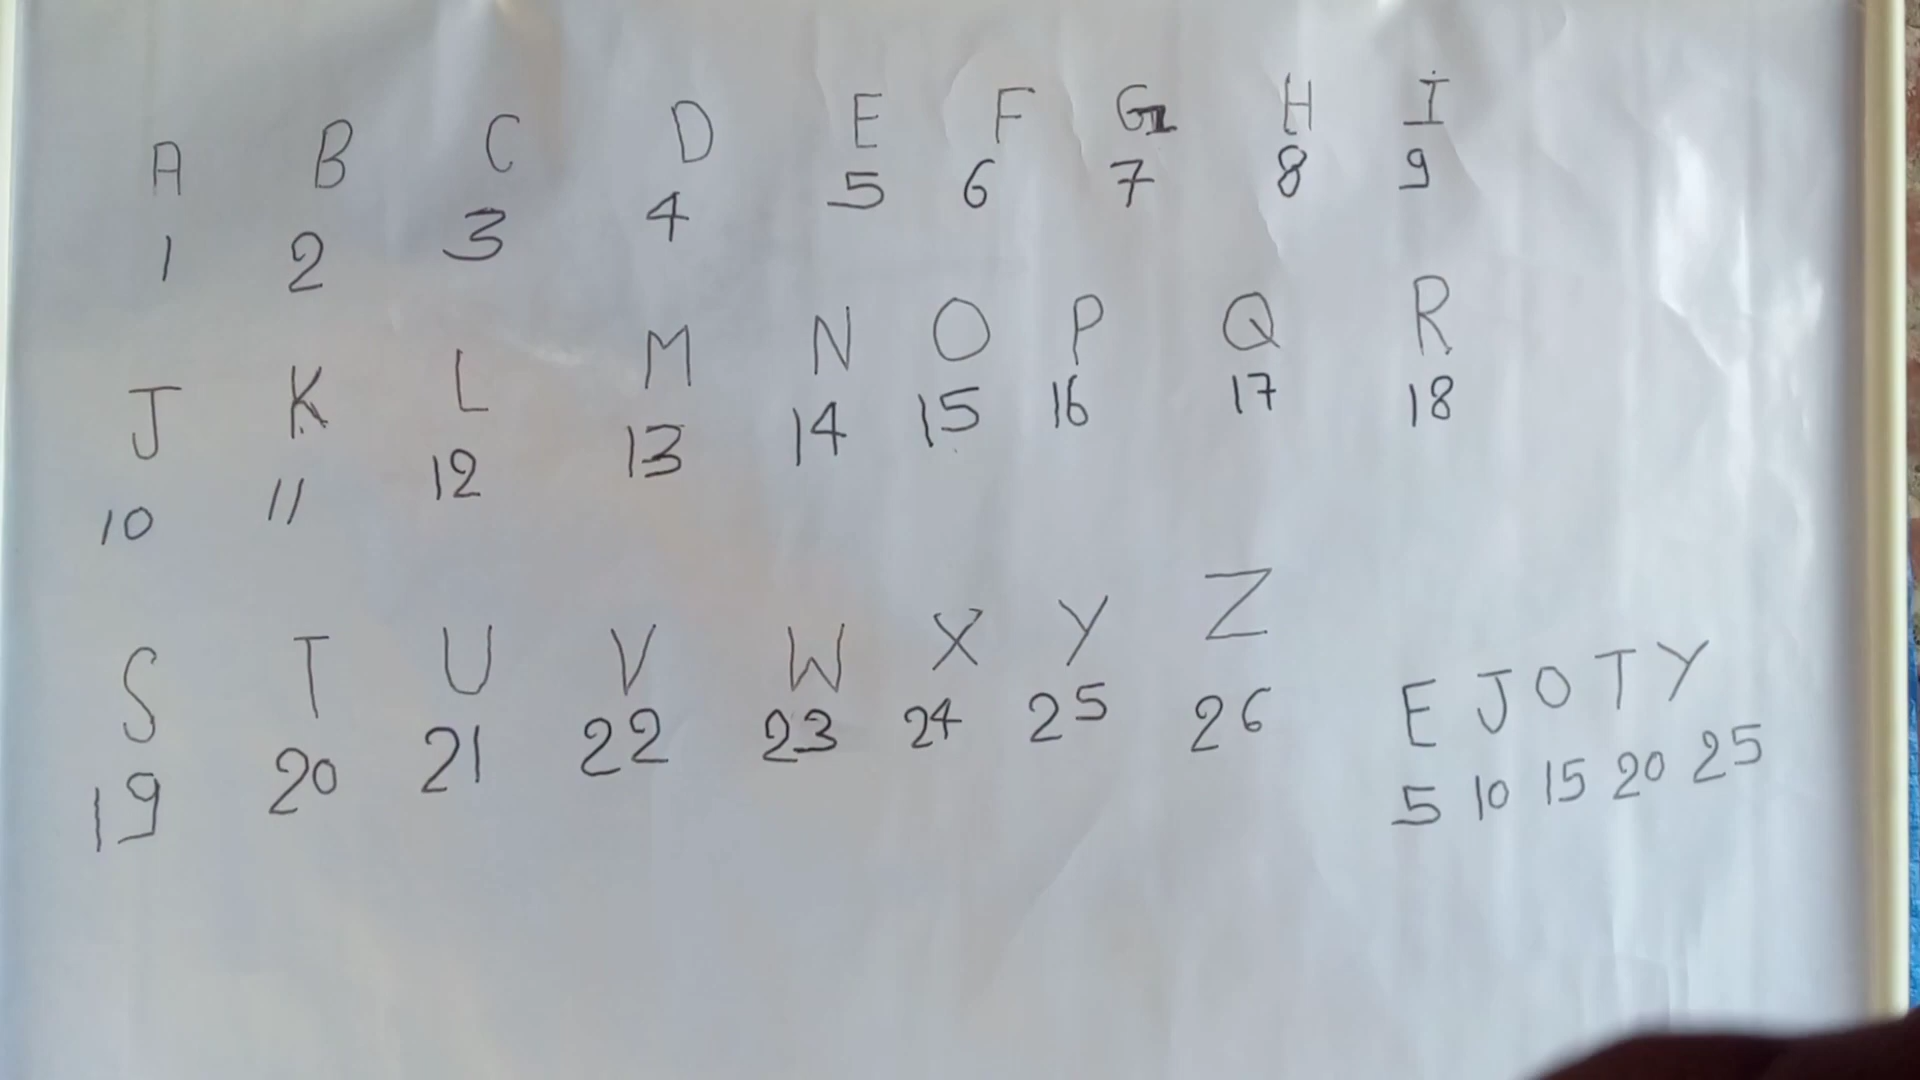 A B C D E F G H I
1 2 3 4 5 6 7 8 9
J K L M N O P Q R
10 11 12 13 14 15 16 17 18
S T U V W X Y Z
19 20 21 22 23 24 25 26
E J O T Y
5 10 15 20 25